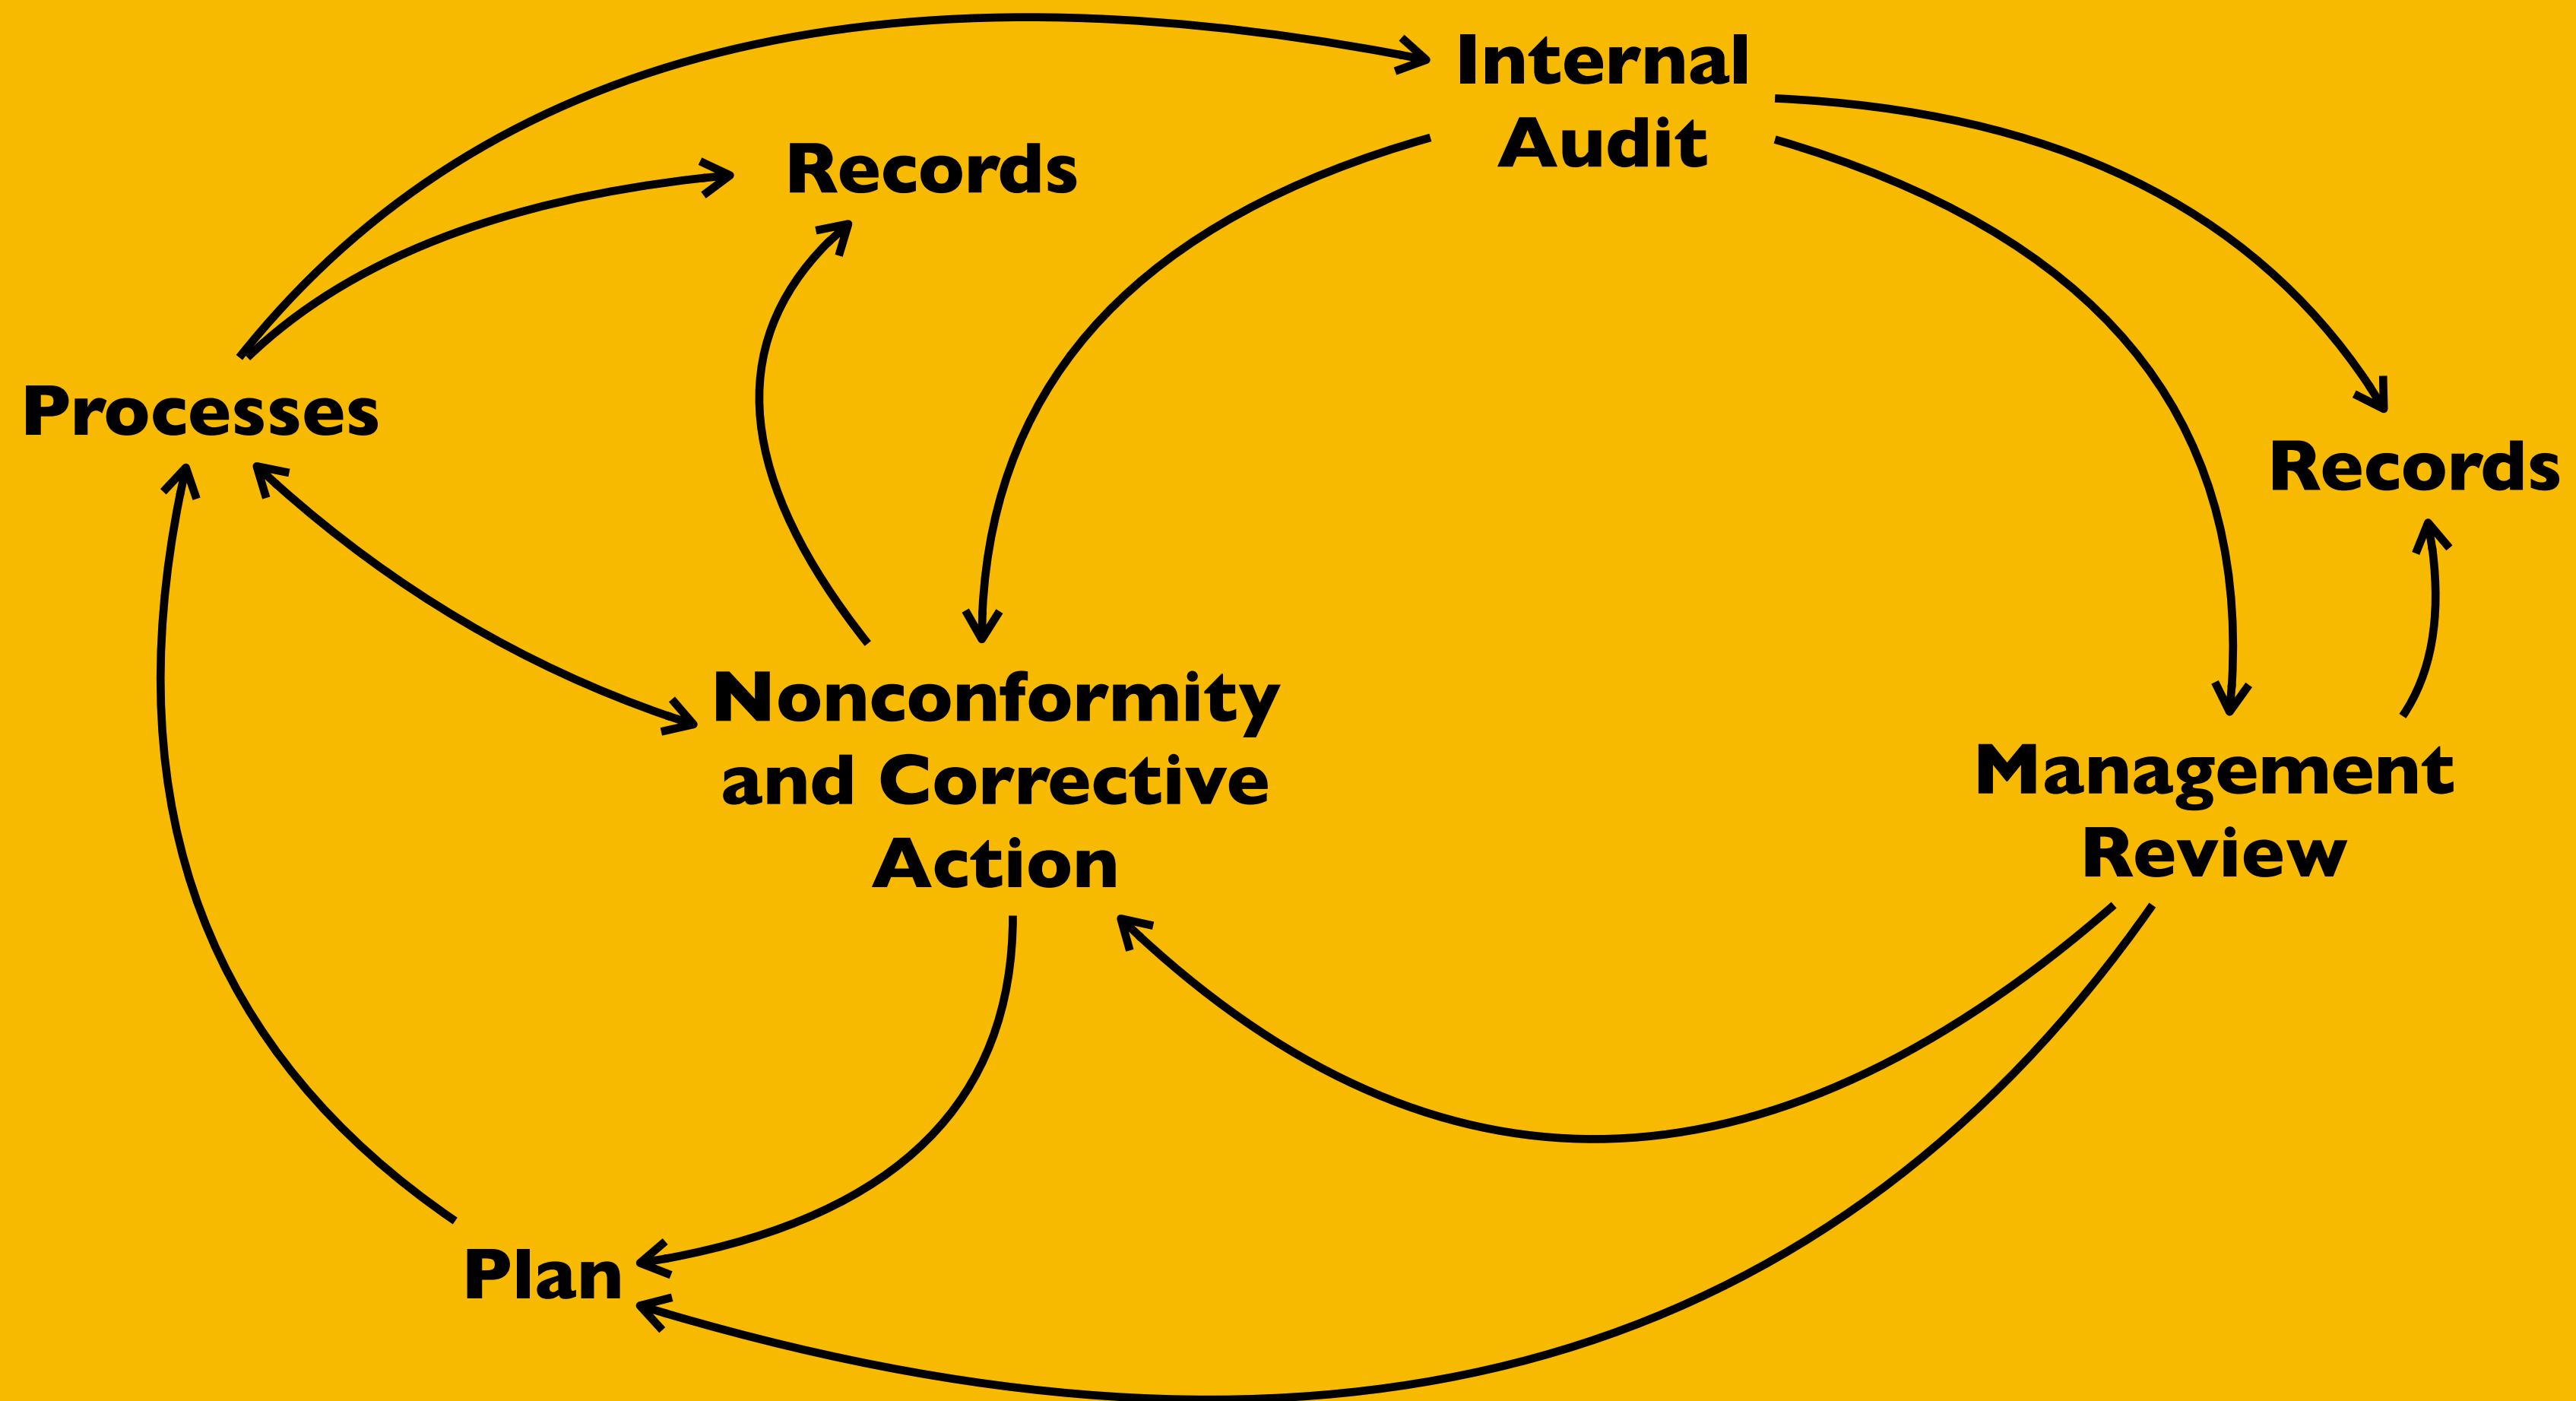 Internal
Audit
Records
Processes
Records
Nonconformity
and Corrective
Action
Management
Review
Plan